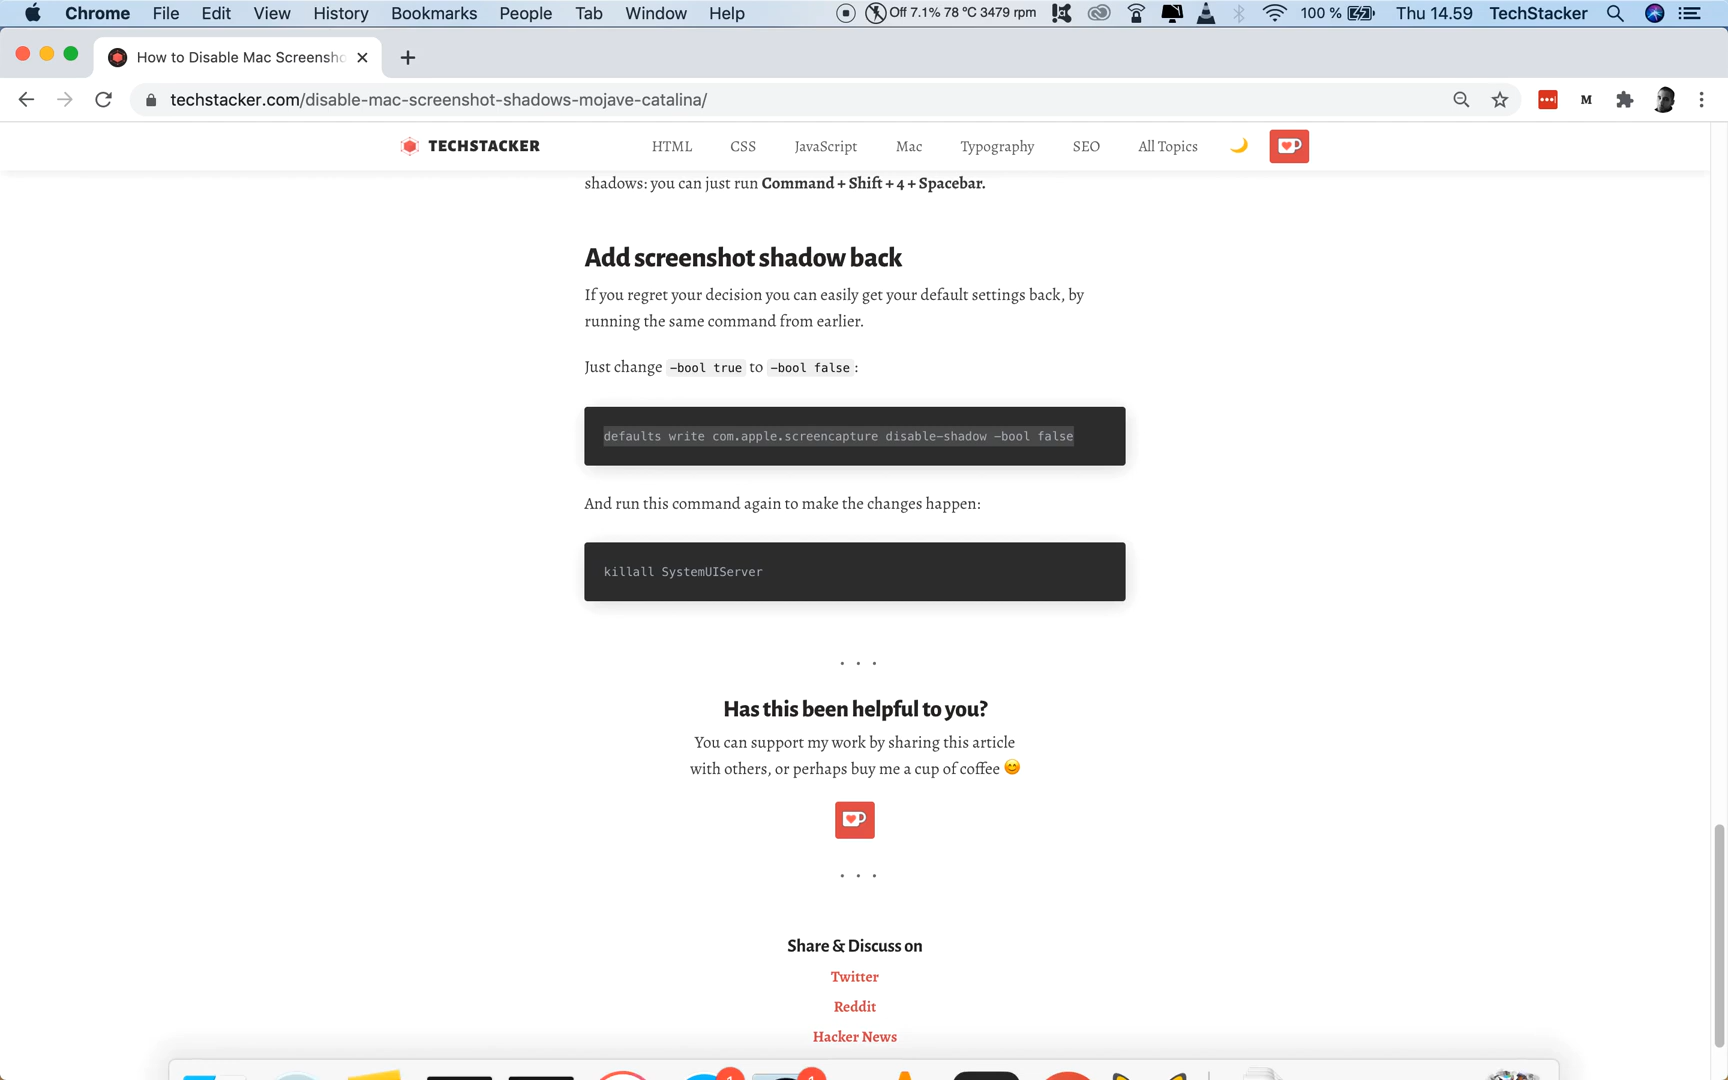 Chrome File Edit View History Bookmarks People Tab Window Help Off 7.1% 78 °C 3479 rpm 100 % Thu 14.59 TechStacker
How to Disable Mac Screensho
techstacker.com/disable-mac-screenshot-shadows-mojave-catalina/
M
TECHSTACKER HTML CSS JavaScript Mac Typography SEO All Topics
shadows: you can just run Command + Shift + 4 + Spacebar.
Add screenshot shadow back
If you regret your decision you can easily get your default settings back, by
running the same command from earlier.
Just change -bool true to -bool false:
defaults write com.apple.screencapture disable-shadow -bool false
And run this command again to make the changes happen:
killall SystemUIServer
. . .
Has this been helpful to you?
You can support my work by sharing this article
with others, or perhaps buy me a cup of coffee 😊
. . .
Share & Discuss on
Twitter
Reddit
Hacker News